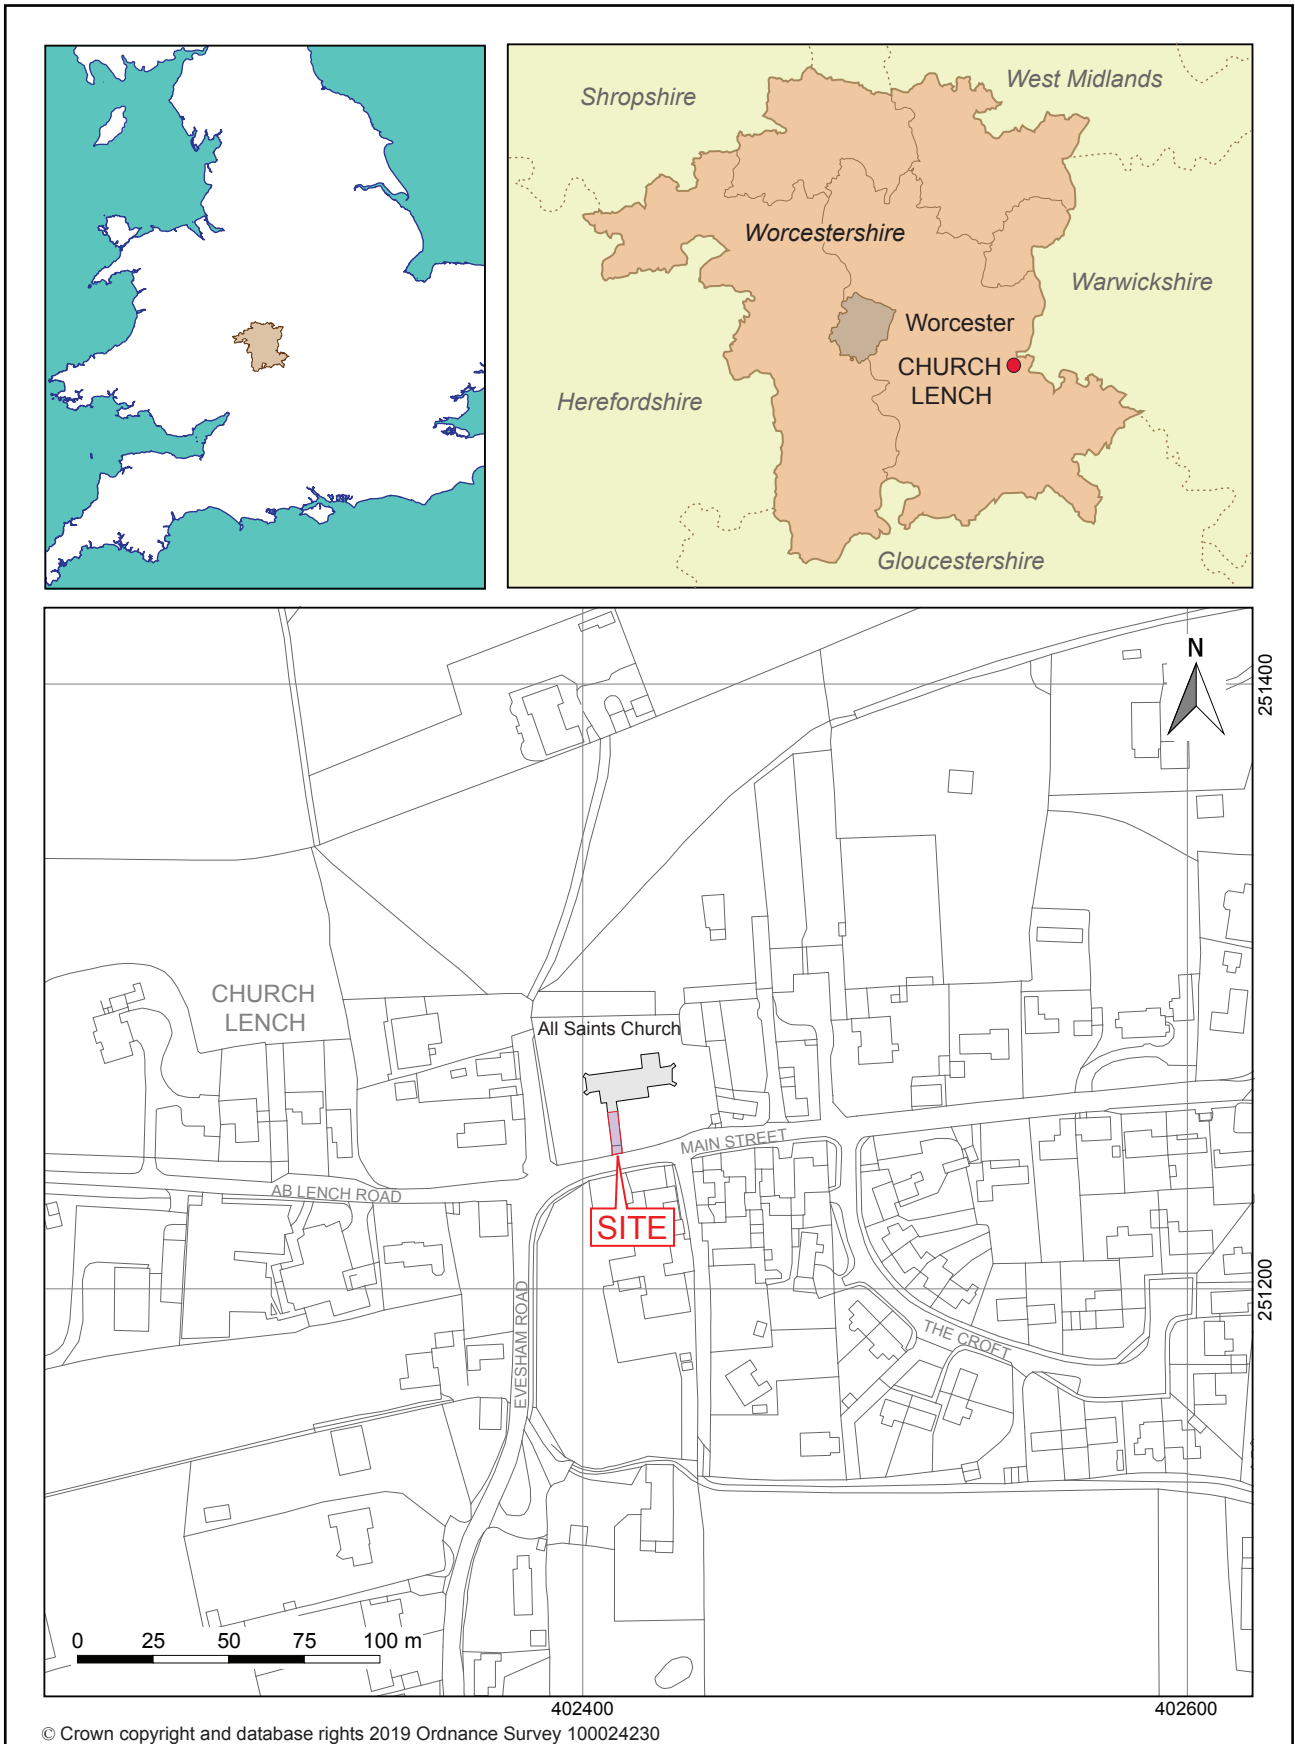 Shropshire
West Midlands
Worcestershire
Warwickshire
Worcester
CHURCH
LENCH
Herefordshire
Gloucestershire
N
251400
CHURCH
LENCH
All Saints Church
MAIN STREET
AB LENCH ROAD
SITE
251200
EVESHAM ROAD
THE CROFT
0 25 50 75 100 m
402400
402600
© Crown copyright and database rights 2019 Ordnance Survey 100024230